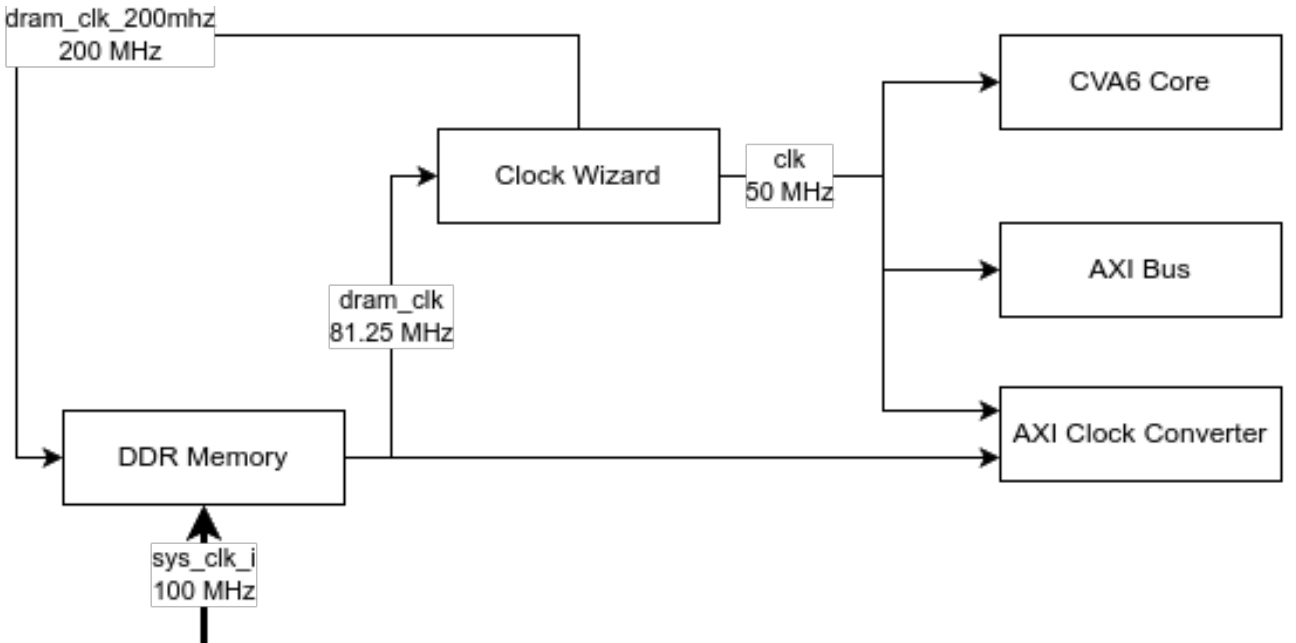 dram_clk_200mhz
200 MHz
CVA6 Core
Clock Wizard
clk
50 MHz
AXI Bus
dram_clk
81.25 MHz
AXI Clock Converter
DDR Memory
sys_clk_i
100 MHz